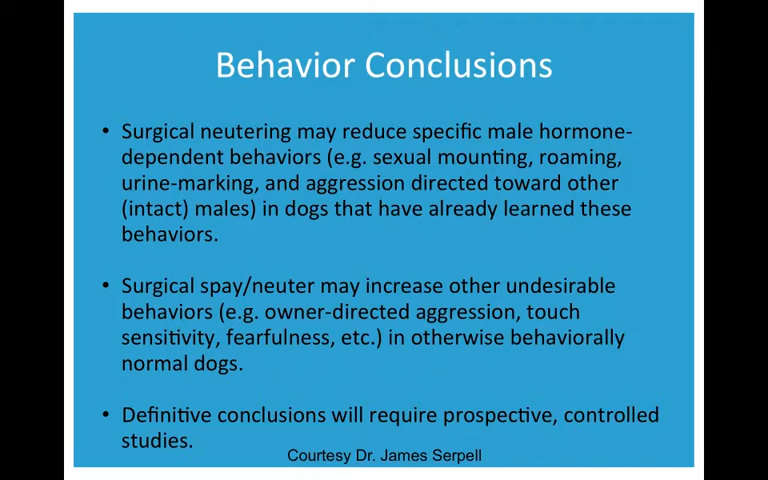 Behavior Conclusions
• Surgical neutering may reduce specific male hormone-
dependent behaviors (e.g. sexual mounting, roaming,
urine-marking, and aggression directed toward other
(intact) males) in dogs that have already learned these
behaviors.
• Surgical spay/neuter may increase other undesirable
behaviors (e.g. owner-directed aggression, touch
sensitivity, fearfulness, etc.) in otherwise behaviorally
normal dogs.
• Definitive conclusions will require prospective, controlled
studies.
Courtesy Dr. James Serpell